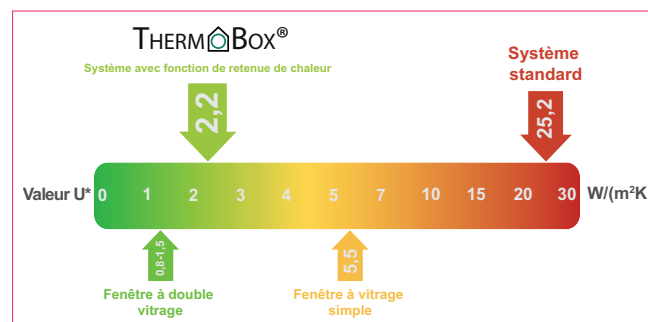 THERMOBOX®
Système avec fonction de retenue de chaleur
Système
standard
2,2
25,2
Valeur U* 0 1 2 3 4 5 7 10 15 20 30 W/(m²K
0,8-1,5
5,5
Fenêtre à double
vitrage
Fenêtre à vitrage
simple